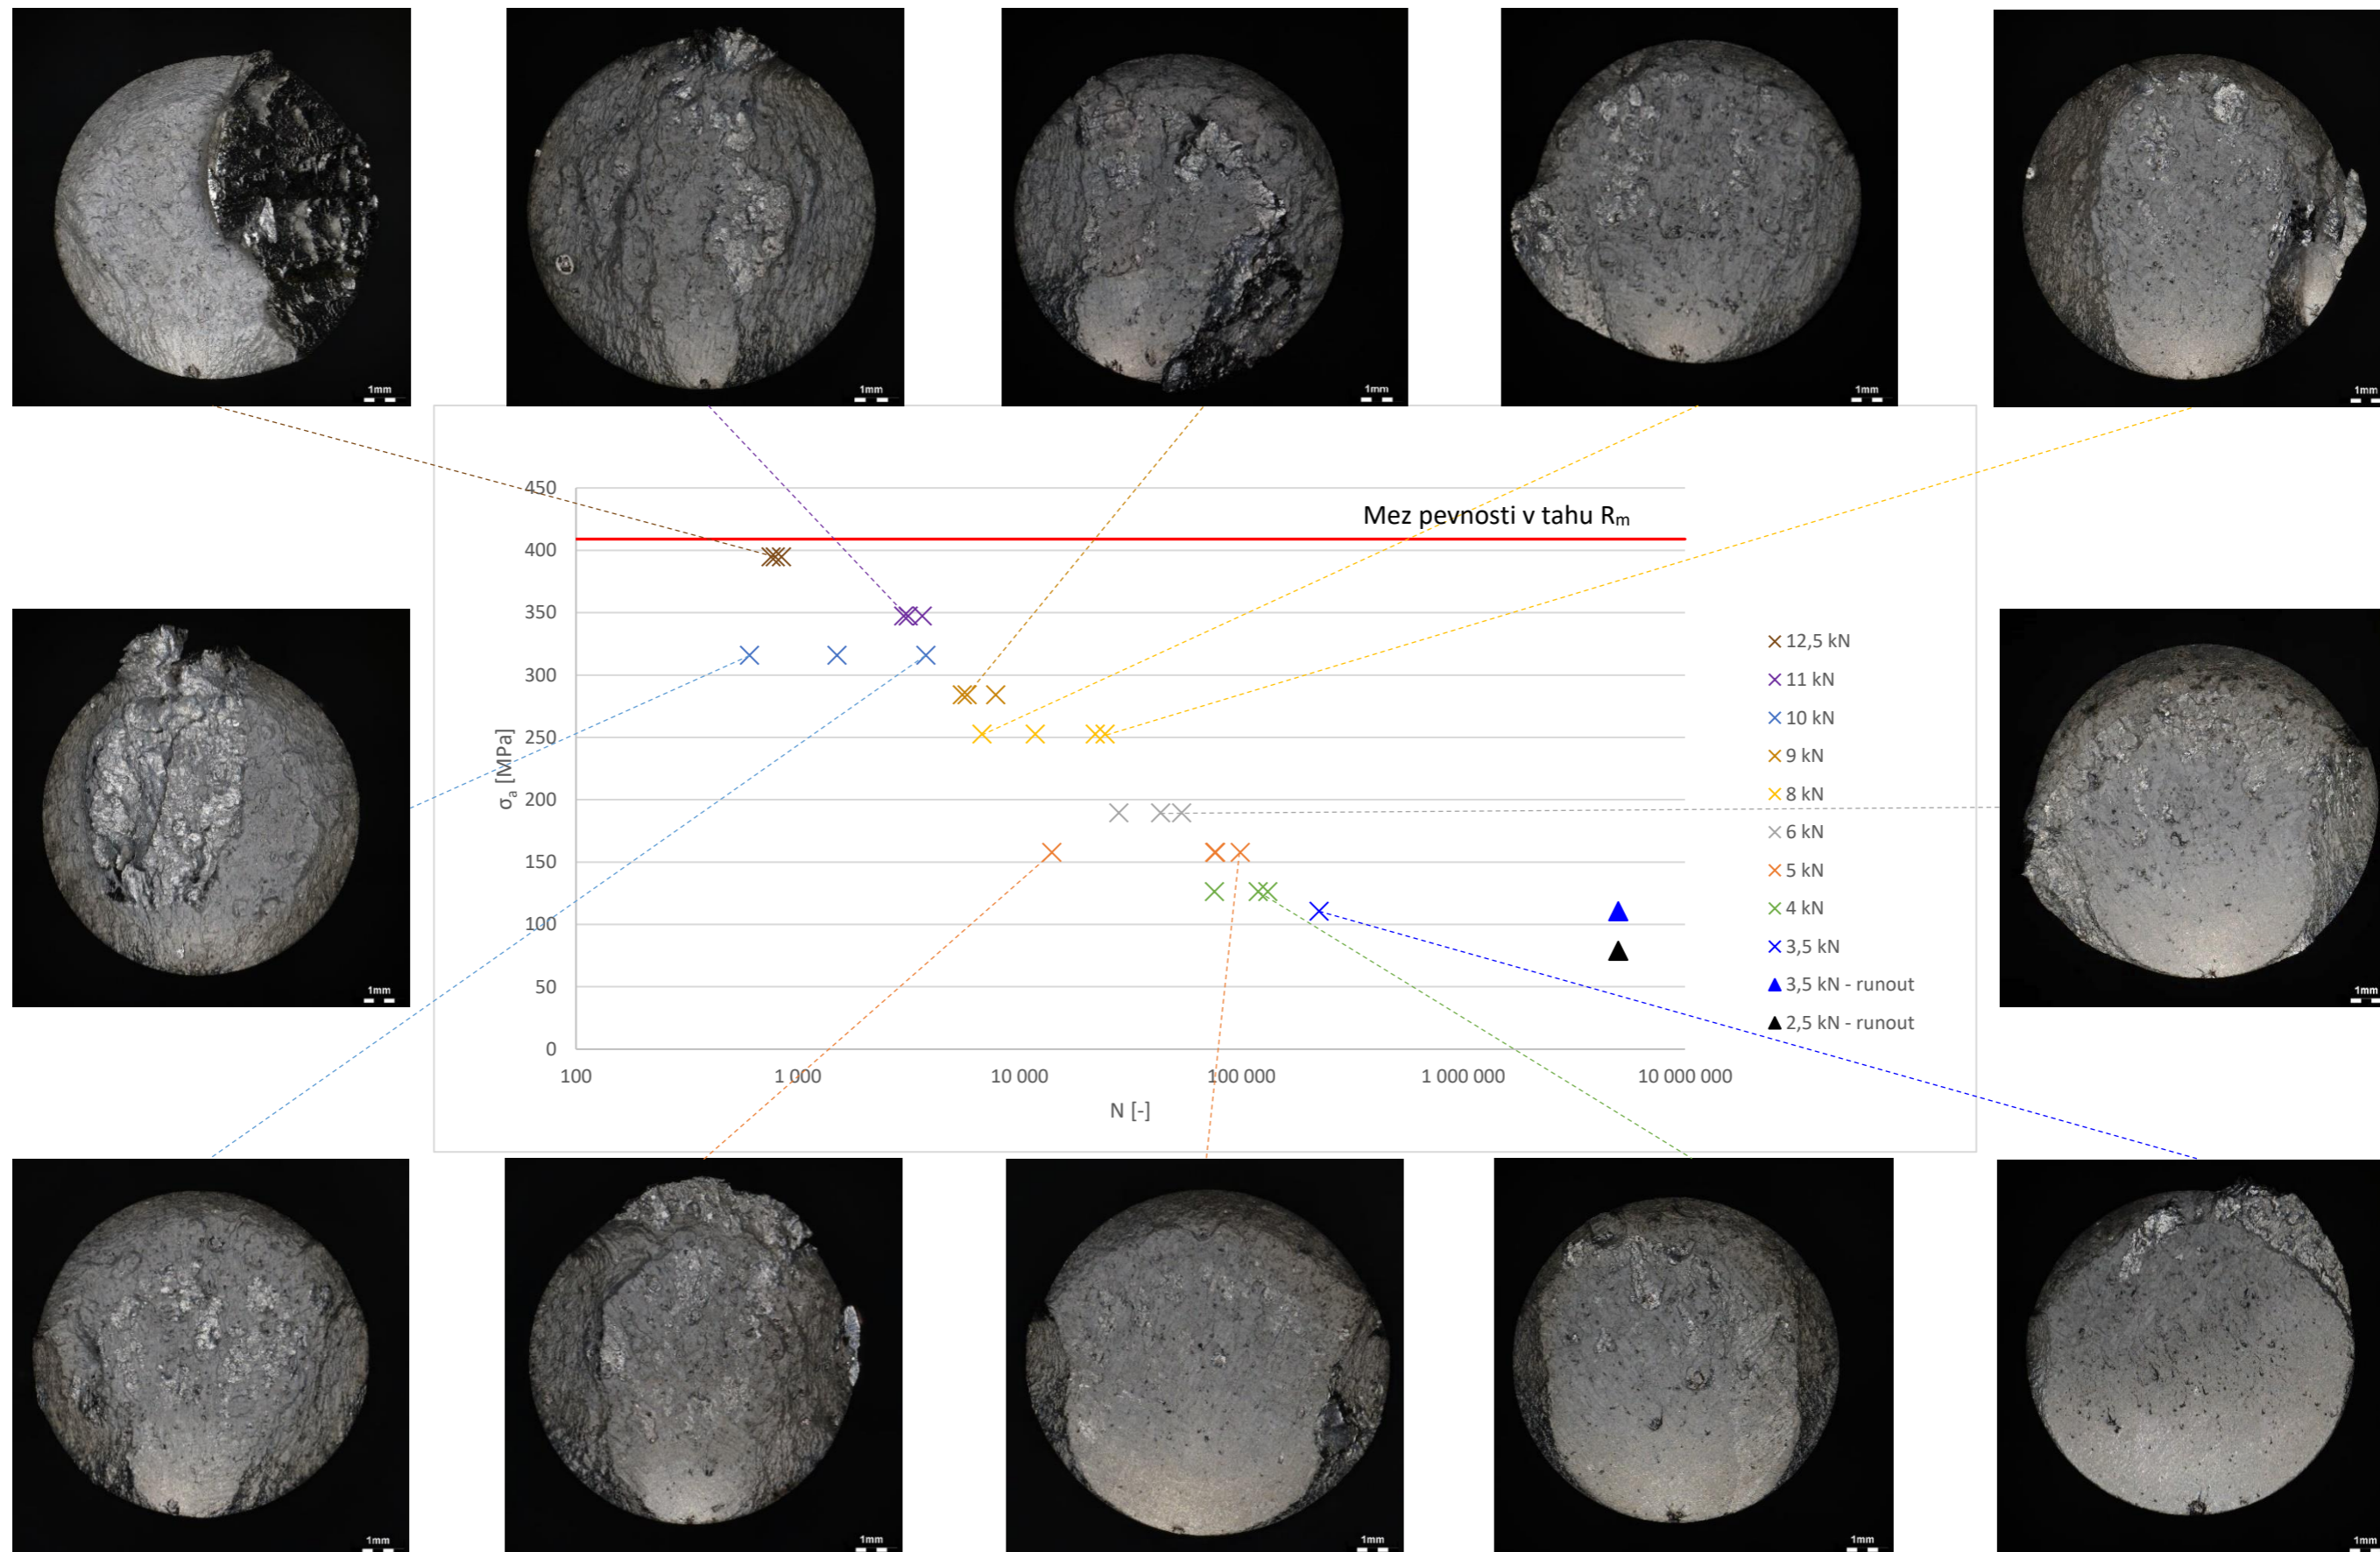 1mm
1mm
1mm
1mm
1mm
450
Mez pevnosti v tahu Rm
400
350
300
250
200
150
100
50
0
σa [MPa]
100
1 000
10 000
100 000
1 000 000
10 000 000
N [-]
12,5 kN
11 kN
10 kN
9 kN
8 kN
6 kN
5 kN
4 kN
3,5 kN
3,5 kN - runout
2,5 kN - runout
1mm
1mm
1mm
1mm
1mm
1mm
1mm